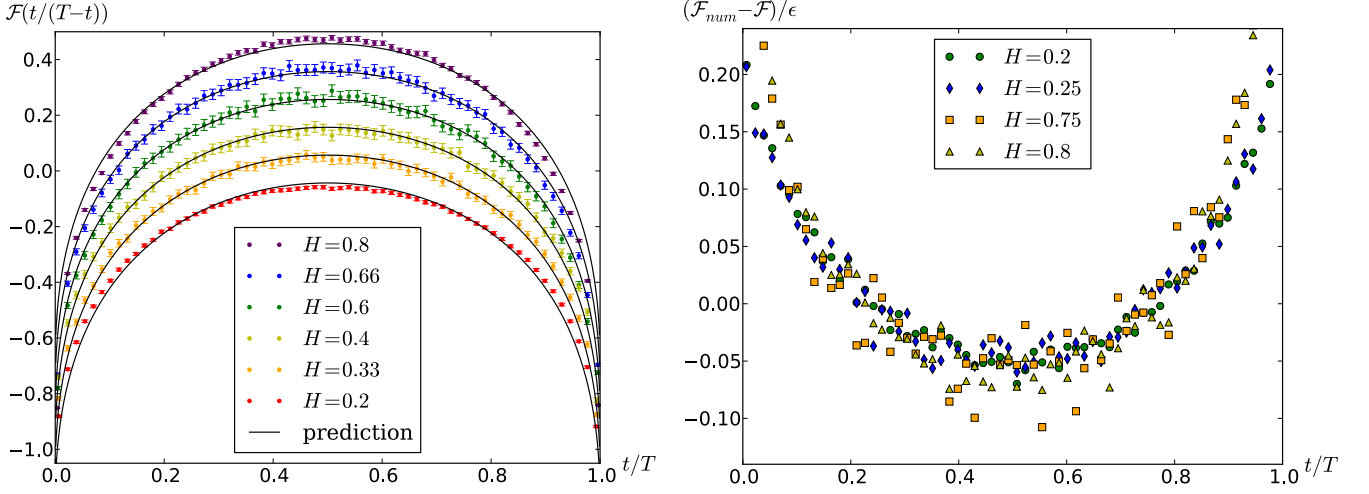 F(t/(T−t))
0.4
0.2
0.0
−0.2
−0.4
−0.6
−0.8
−1.0
H=0.8
H=0.66
H=0.6
H=0.4
H=0.33
H=0.2
prediction
0.0 0.2 0.4 0.6 0.8 1.0 t/T
(F_num−F)/ϵ
0.20
0.15
0.10
0.05
0.00
−0.05
−0.10
H=0.2
H=0.25
H=0.75
H=0.8
0.0 0.2 0.4 0.6 0.8 1.0 t/T